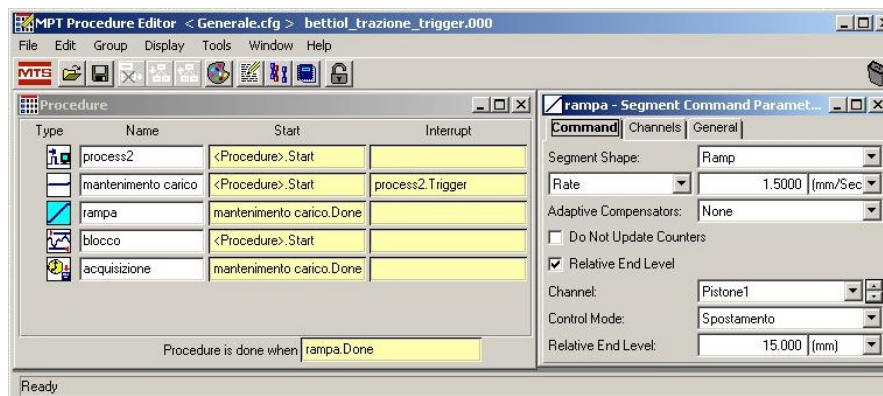 MPT Procedure Editor < Generale.cfg > bettiol_trazione_trigger.000
File Edit Group Display Tools Window Help
MTS
Procedure
Type Name Start Interrupt
process2 <Procedure>.Start
mantenimento carico <Procedure>.Start process2.Trigger
rampa mantenimento carico.Done
blocco <Procedure>.Start
acquisizione mantenimento carico.Done
Procedure is done when rampa.Done
rampa - Segment Command Paramet...
Command Channels General
Segment Shape: Ramp
Rate 1.5000 (mm/Sec
Adaptive Compensators: None
Do Not Update Counters
Relative End Level
Channel: Pistone1
Control Mode: Spostamento
Relative End Level: 15.000 (mm)
Ready